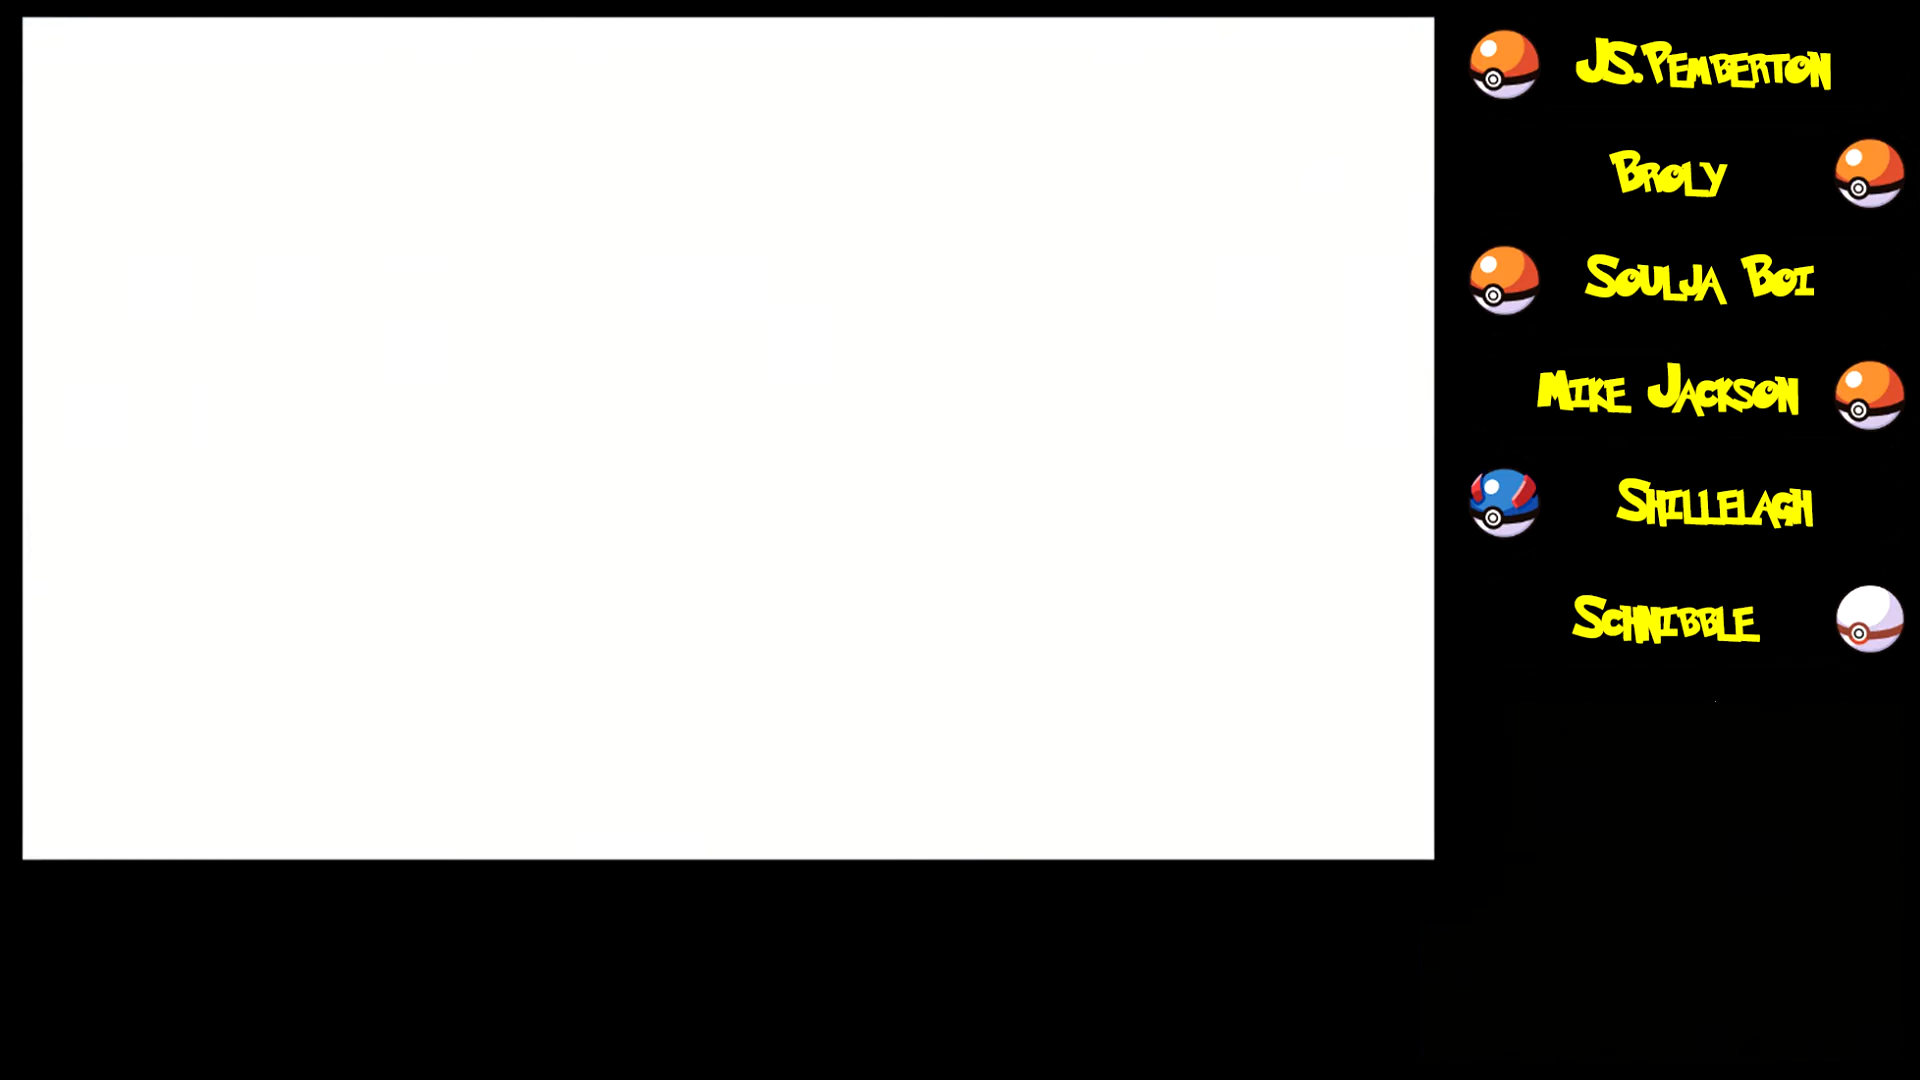 JS.Pemberton
Broly
Soulja Boi
Mike Jackson
Shillelagh
Schnibble